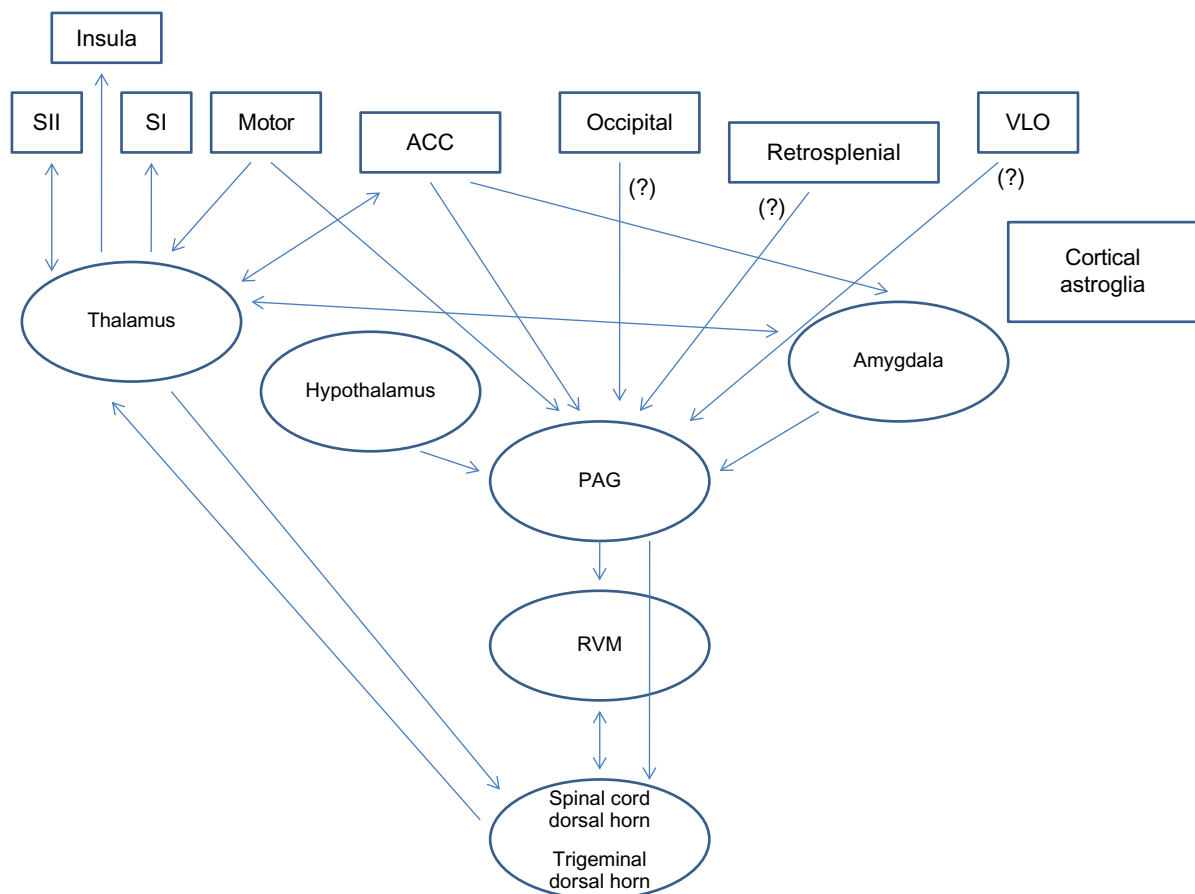 Insula
SII
SI
Motor
ACC
Occipital
Retrosplenial
VLO
(?)
(?)
(?)
Cortical
astroglia
Thalamus
Hypothalamus
Amygdala
PAG
RVM
Spinal cord
dorsal horn
Trigeminal
dorsal horn